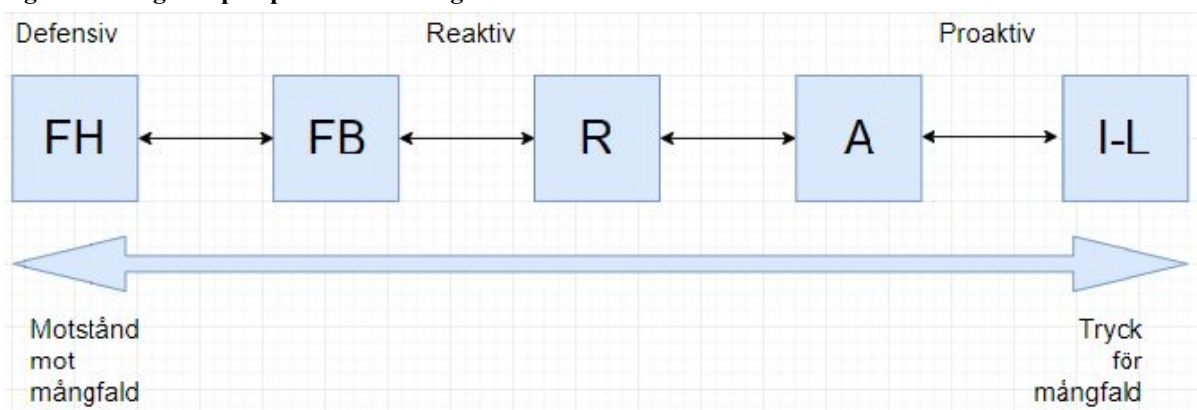 Defensiv Reaktiv Proaktiv
FH FB R A I-L
Motstånd
mot
mångfald
Tryck
för
mångfald